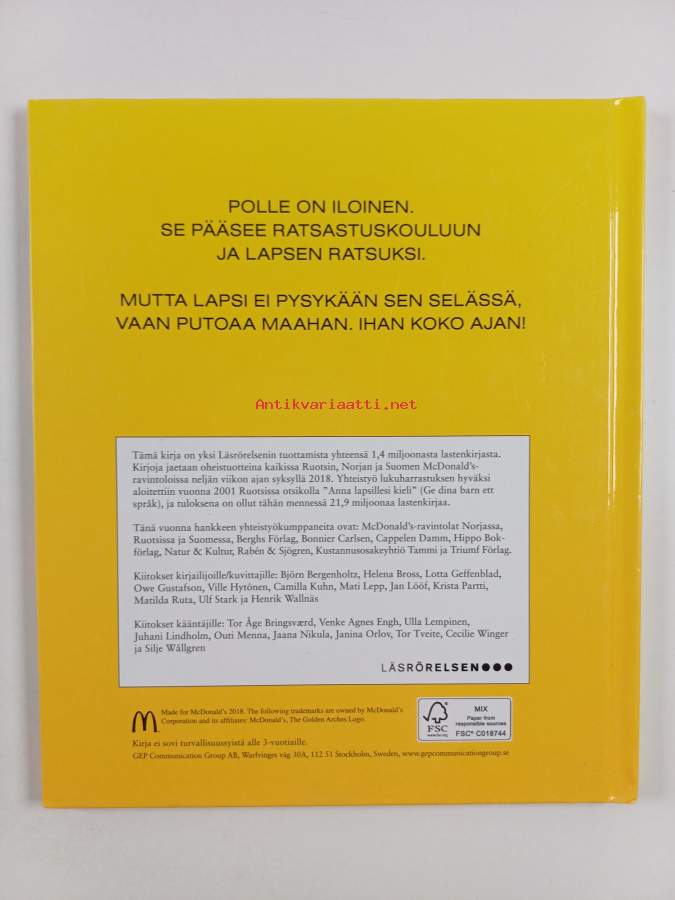 POLLE ON ILOINEN.
SE PÄÄSEE RATSASTUSKOULUUN
JA LAPSEN RATSUKSI.
MUTTA LAPSI EI PYSYKÄÄN SEN SELÄSSÄ,
VAAN PUTOAA MAAHAN. IHAN KOKO AJAN!
Antikvariaatti.net
Tämä kirja on yksi Läsrörelsenin tuottamista yhteensä 1,4 miljoonasta lastenkirjasta.
Kirjoja jaetaan oheistuotteina kaikissa Ruotsin, Norjan ja Suomen McDonald's-
ravintoloissa neljän viikon ajan syksyllä 2018. Yhteistyö lukuharrastuksen hyväksi
aloitettiin vuonna 2001 Ruotsissa otsikolla "Anna lapsillesi kieli" (Ge dina barn ett
språk), ja tuloksena on ollut tähän mennessä 21,9 miljoonaa lastenkirjaa.
Tänä vuonna hankkeen yhteistyökumppaneita ovat: McDonald's-ravintolat Norjassa,
Ruotsissa ja Suomessa, Berghs Förlag, Bonnier Carlsen, Cappelen Damm, Hippo Bok-
förlag, Natur & Kultur, Rabén & Sjögren, Kustannusosakeyhtiö Tammi ja Triumf Förlag.
Kiitokset kirjailijoille/kuvittajille: Björn Bergenholtz, Helena Bross, Lotta Geffenblad,
Owe Gustafson, Ville Hytönen, Camilla Kuhn, Mati Lepp, Jan Lööf, Krista Partti,
Matilda Ruta, Ulf Stark ja Henrik Wallnäs
Kiitokset kääntäjille: Tor Åge Bringsværd, Venke Agnes Engh, Ulla Lempinen,
Juhani Lindholm, Outi Menna, Jaana Nikula, Janina Orlov, Tor Tveite, Cecilie Winger
ja Silje Wållgren
LÄSRÖRELSEN●●●
Made for McDonald's 2018. The following trademarks are owned by McDonald's
Corporation and its affiliates: McDonald's, The Golden Arches Logo.
Kirja ei sovi turvallisuussyistä alle 3-vuotiaille.
GEP Communication Group AB, Warfvinges väg 30A, 112 51 Stockholm, Sweden, www.gepcommunicationgroup.se
FSC
www.fsc.org
MIX
Paper from
responsible sources
FSC® C018744